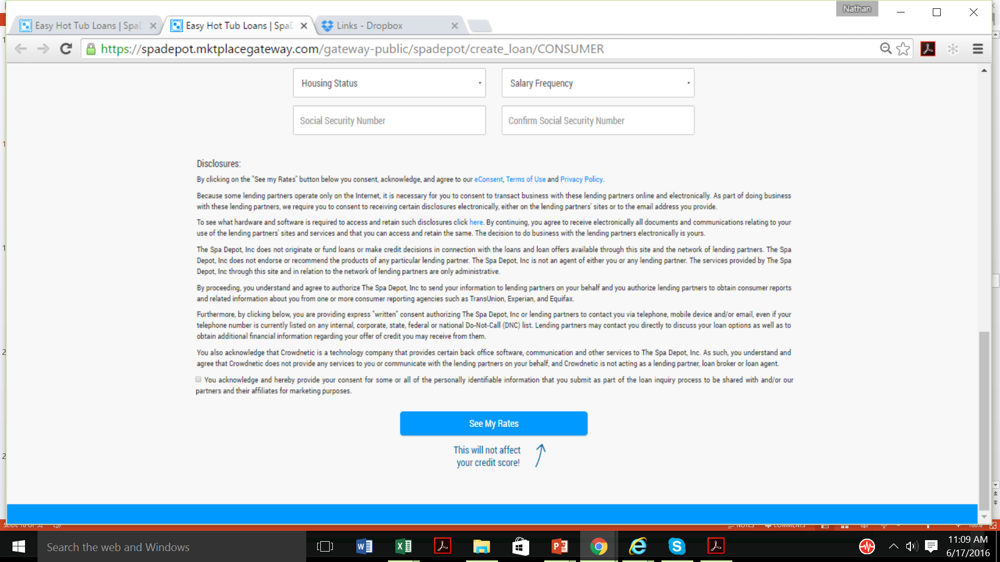 Nathan
Easy Hot Tub Loans | Spa
Easy Hot Tub Loans | Spa
Links - Dropbox
https://spadepot.mktplacegateway.com/gateway-public/spadepot/create_loan/CONSUMER
Housing Status
Salary Frequency
Social Security Number
Confirm Social Security Number
Disclosures:
By clicking on the "See my Rates" button below you consent, acknowledge, and agree to our eConsent, Terms of Use and Privacy Policy.
Because some lending partners operate only on the Internet, it is necessary for you to consent to transact business with these lending partners online and electronically. As part of doing business
with these lending partners, we require you to consent to receiving certain disclosures electronically, either on the lending partners' sites or to the email address you provide.
To see what hardware and software is required to access and retain such disclosures click here. By continuing, you agree to receive electronically all documents and communications relating to your
use of the lending partners' sites and services and that you can access and retain the same. The decision to do business with the lending partners electronically is yours.
The Spa Depot, Inc does not originate or fund loans or make credit decisions in connection with the loans and loan offers available through this site and the network of lending partners. The Spa
Depot, Inc does not endorse or recommend the products of any particular lending partner. The Spa Depot, Inc is not an agent of either you or any lending partner. The services provided by The Spa
Depot, Inc through this site and in relation to the network of lending partners are only administrative.
By proceeding, you understand and agree to authorize The Spa Depot, Inc to send your information to lending partners on your behalf and you authorize lending partners to obtain consumer reports
and related information about you from one or more consumer reporting agencies such as TransUnion, Experian, and Equifax.
Furthermore, by clicking below, you are providing express "written" consent authorizing The Spa Depot, Inc or lending partners to contact you via telephone, mobile device and/or email, even if your
telephone number is currently listed on any internal, corporate, state, federal or national Do-Not-Call (DNC) list. Lending partners may contact you directly to discuss your loan options as well as to
obtain additional financial information regarding your offer of credit you may receive from them.
You also acknowledge that Crowdnetic is a technology company that provides certain back office software, communication and other services to The Spa Depot, Inc. As such, you understand and
agree that Crowdnetic does not provide any services to you or communicate with the lending partners on your behalf, and Crowdnetic is not acting as a lending partner, loan broker or loan agent.
You acknowledge and hereby provide your consent for some or all of the personally identifiable information that you submit as part of the loan inquiry process to be shared with and/or our
partners and their affiliates for marketing purposes.
See My Rates
This will not affect
your credit score!
SLIDE 18 OF 32
NOTES
COMMENTS
100%
Search the web and Windows
11:09 AM
6/17/2016